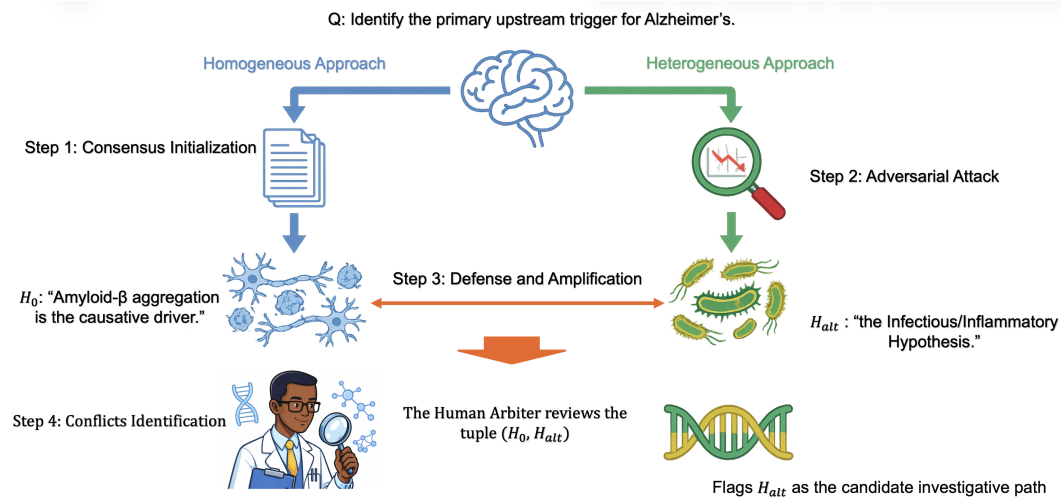 Q: Identify the primary upstream trigger for Alzheimer's.
Homogeneous Approach
Heterogeneous Approach
Step 1: Consensus Initialization
Step 2: Adversarial Attack
Step 3: Defense and Amplification
H₀: “Amyloid-β aggregation
is the causative driver.”
Hₐₗₜ : “the Infectious/Inflammatory
Hypothesis.”
Step 4: Conflicts Identification
The Human Arbiter reviews the
tuple (H₀, Hₐₗₜ)
Flags Hₐₗₜ as the candidate investigative path